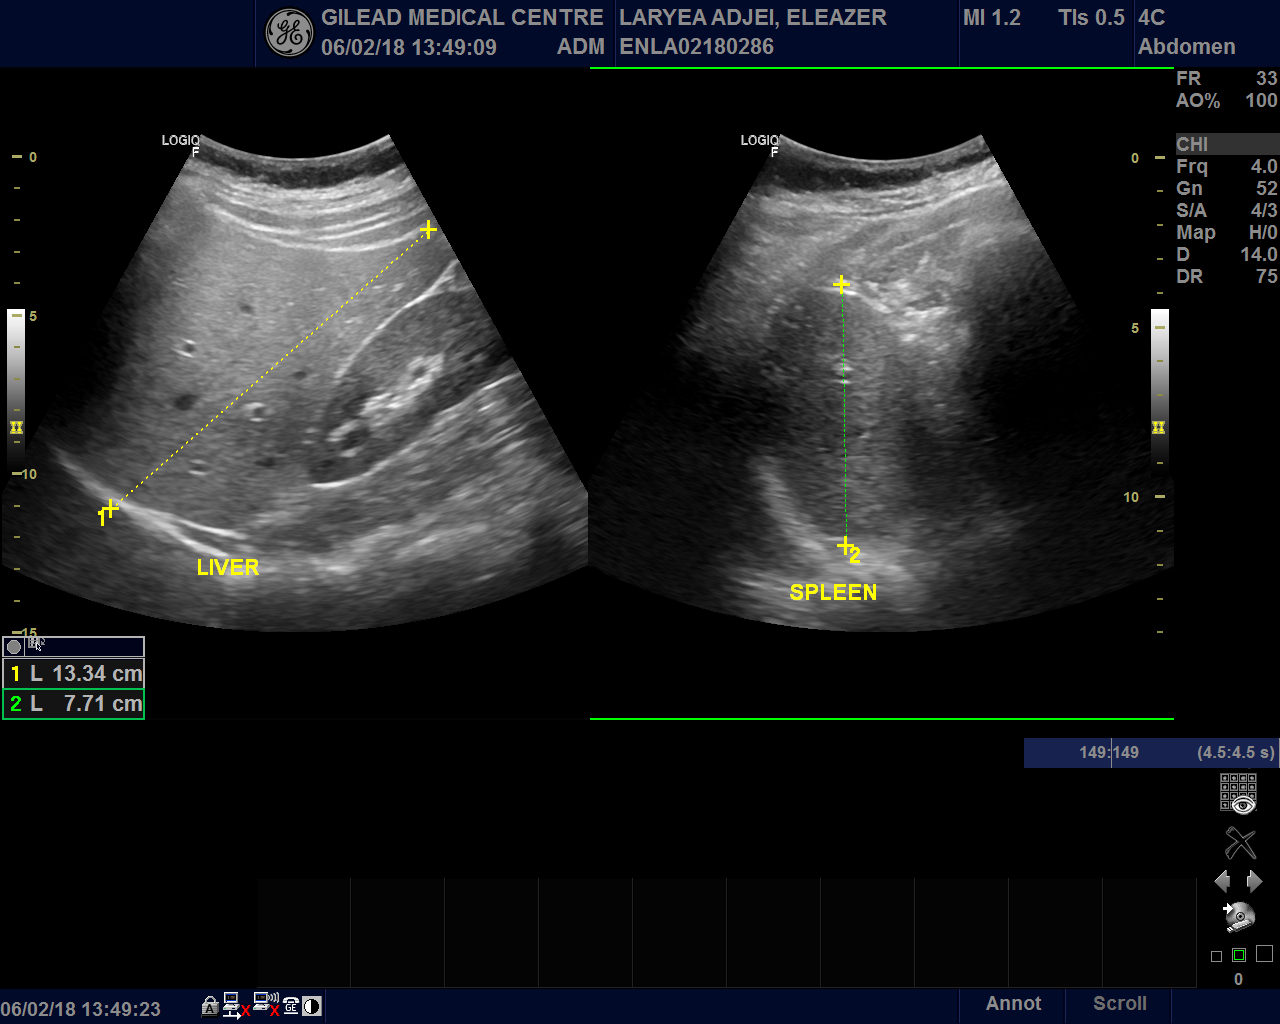 GILEAD MEDICAL CENTRE
06/02/18 13:49:09 ADM
LARYEA ADJEI, ELEAZER
ENLA02180286
MI 1.2 TIs 0.5
4C
Abdomen
FR 33
AO% 100
CHI
Frq 4.0
Gn 52
S/A 4/3
Map H/0
D 14.0
DR 75
LOGIQ
F
0
5
10
15
1
LIVER
LOGIQ
F
0
5
10
2
SPLEEN
1 L 13.34 cm
2 L 7.71 cm
149:149 (4.5:4.5 s)
0
06/02/18 13:49:23
A
X
X
GE
Annot
Scroll